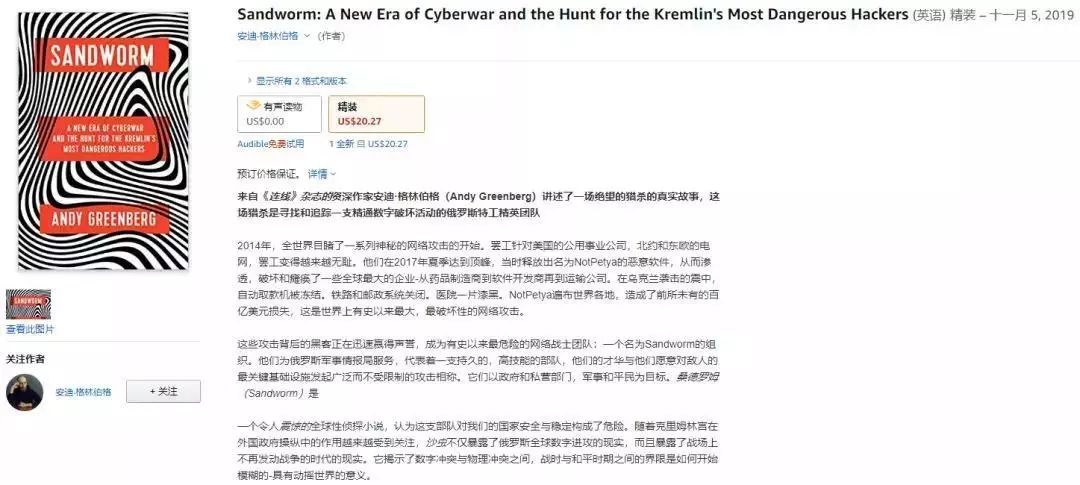 Sandworm: A New Era of Cyberwar and the Hunt for the Kremlin's Most Dangerous Hackers (英语) 精装 – 十一月 5, 2019
安迪·格林伯格 (作者)
SANDWORM
A NEW ERA OF CYBERWAR
AND THE HUNT FOR THE KREMLIN'S
MOST DANGEROUS HACKERS
ANDY GREENBERG
查看此图片
关注作者
安迪·格林伯格
+ 关注
显示所有 2 格式和版本
有声读物
US$0.00
精装
US$20.27
Audible免费试用
1 全新 自 US$20.27
预订价格保证。 详情
来自《连线》杂志的资深作家安迪·格林伯格（Andy Greenberg）讲述了一场绝望的猎杀的真实故事，这
场猎杀是寻找和追踪一支精通数字破坏活动的俄罗斯特工精英团队
2014年，全世界目睹了一系列神秘的网络攻击的开始。罢工针对美国的公用事业公司，北约和东欧的电
网，罢工变得越来越无耻。他们在2017年夏季达到顶峰，当时释放出名为NotPetya的恶意软件，从而渗
透，破坏和瘫痪了一些全球最大的企业-从药品制造商到软件开发商再到运输公司。在乌克兰袭击的震中，
自动取款机被冻结。铁路和邮政系统关闭。医院一片漆黑。NotPetya遍布世界各地，造成了前所未有的百
亿美元损失，这是世界上有史以来最大，最破坏性的网络攻击。
这些攻击背后的黑客正在迅速赢得声誉，成为有史以来最危险的网络战士团队：一个名为Sandworm的组
织。他们为俄罗斯军事情报局服务，代表着一支持久的，高技能的部队，他们的才华与他们愿意对敌人的
最关键基础设施发起广泛而不受限制的攻击相称。它们以政府和私营部门，军事和平民为目标。桑德罗姆
（Sandworm）是
一个令人震惊的全球性侦探小说，认为这支部队对我们的国家安全与稳定构成了危险。随着克里姆林宫在
外国政府操纵中的作用越来越受到关注，沙虫不仅暴露了俄罗斯全球数字进攻的现实，而且暴露了战场上
不再发动战争的时代的现实。它揭示了数字冲突与物理冲突之间，战时与和平时期之间的界限是如何开始
模糊的-具有动摇世界的意义。